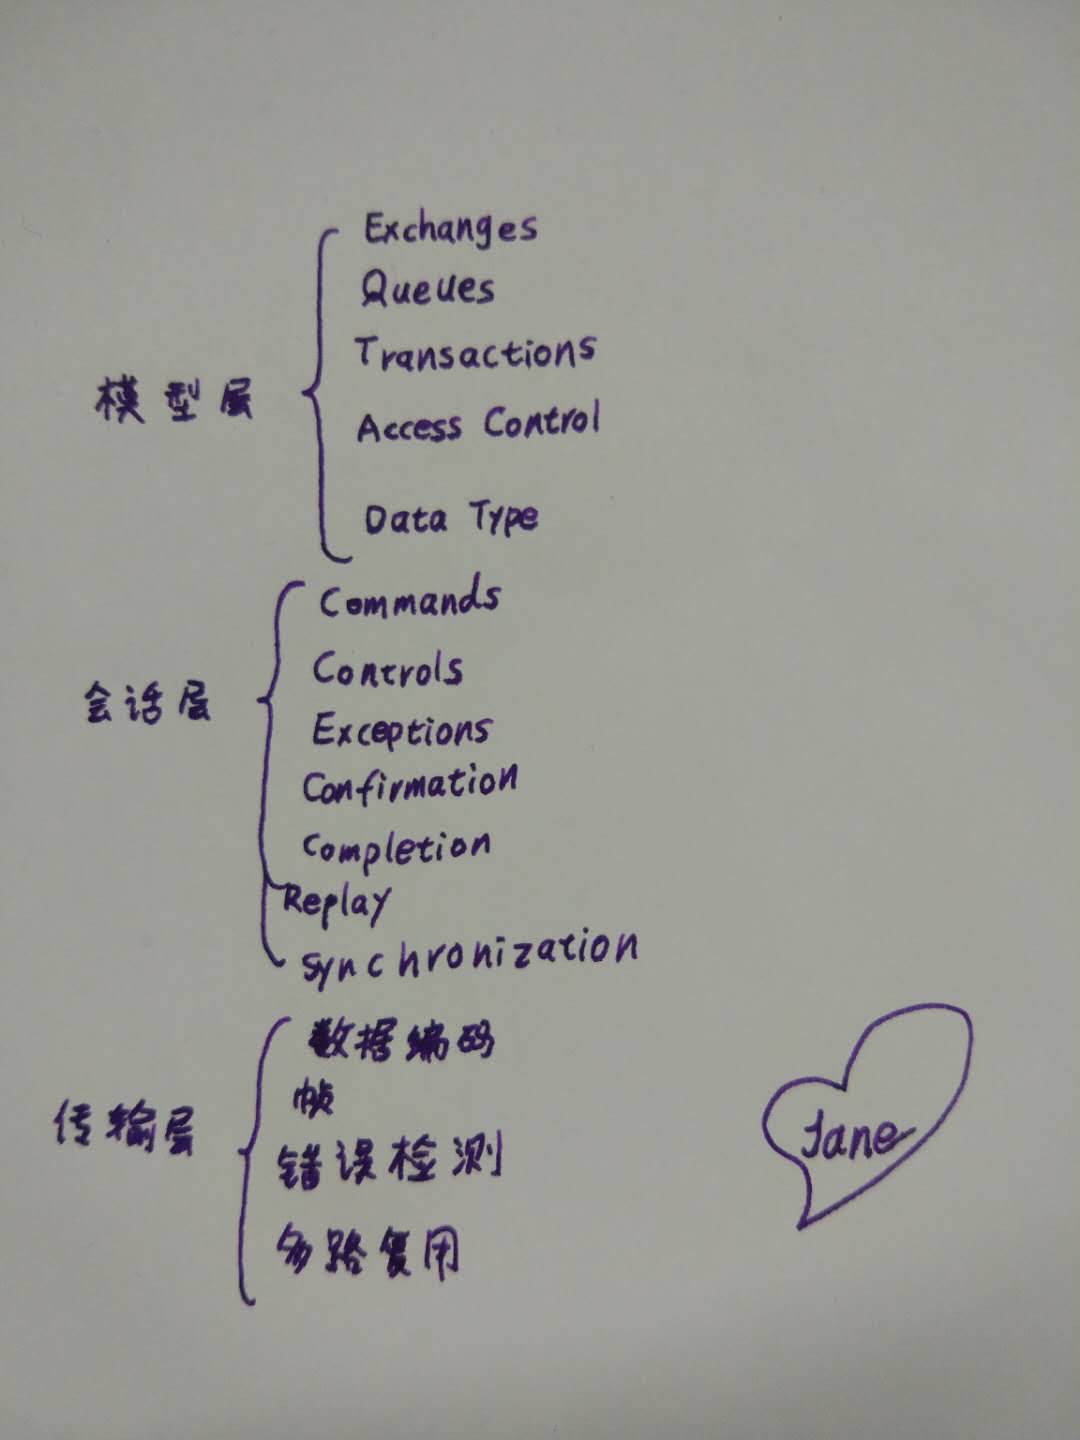 Exchanges
Queues
Transactions
模型层
Access Control
Data Type
Commands
Controls
会话层
Exceptions
Confirmation
Completion
Replay
Synchronization
数据编码
帧
传输层
错误检测
多路复用
Jane